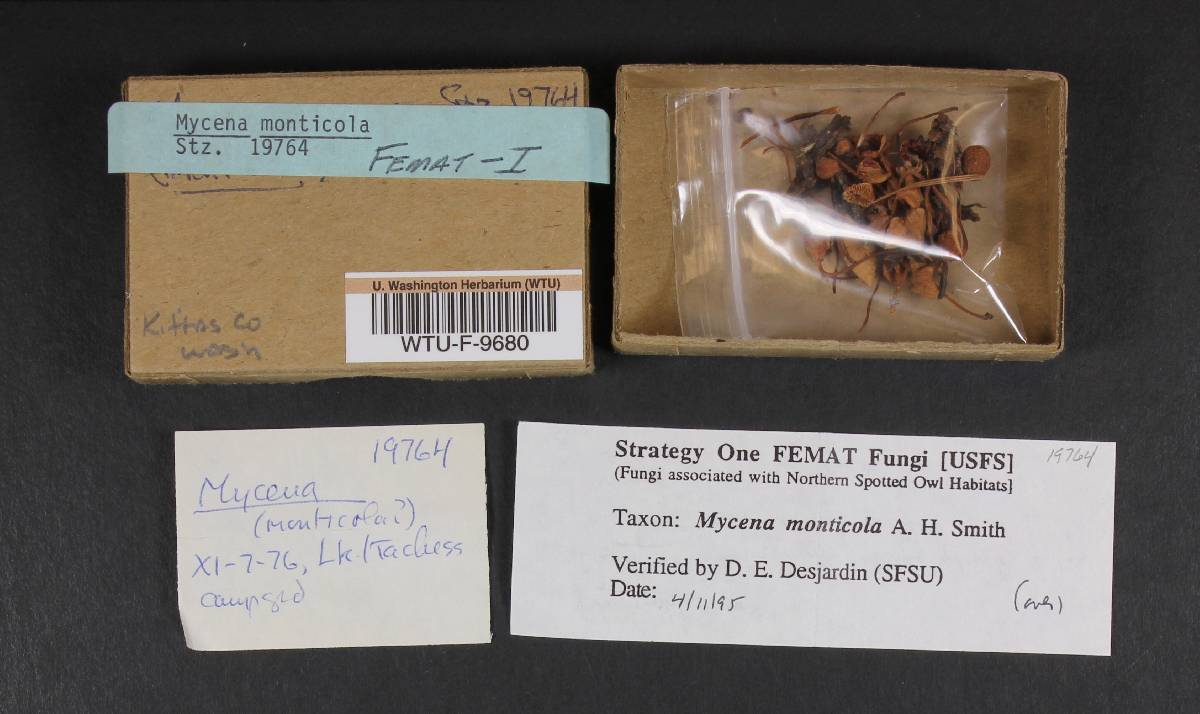 Stz 19764
Mycena monticola
Stz. 19764
FEMAT-I
U. Washington Herbarium (WTU)
WTU-F-9680
Kittas Co
wash
19764
Mycena
(monticola?)
XI-7-76, Lk. Kachess
campgrd
Strategy One FEMAT Fungi [USFS]
19764
(Fungi associated with Northern Spotted Owl Habitats]
Taxon: Mycena monticola A. H. Smith
Verified by D. E. Desjardin (SFSU)
Date: 4/11/95
(over)